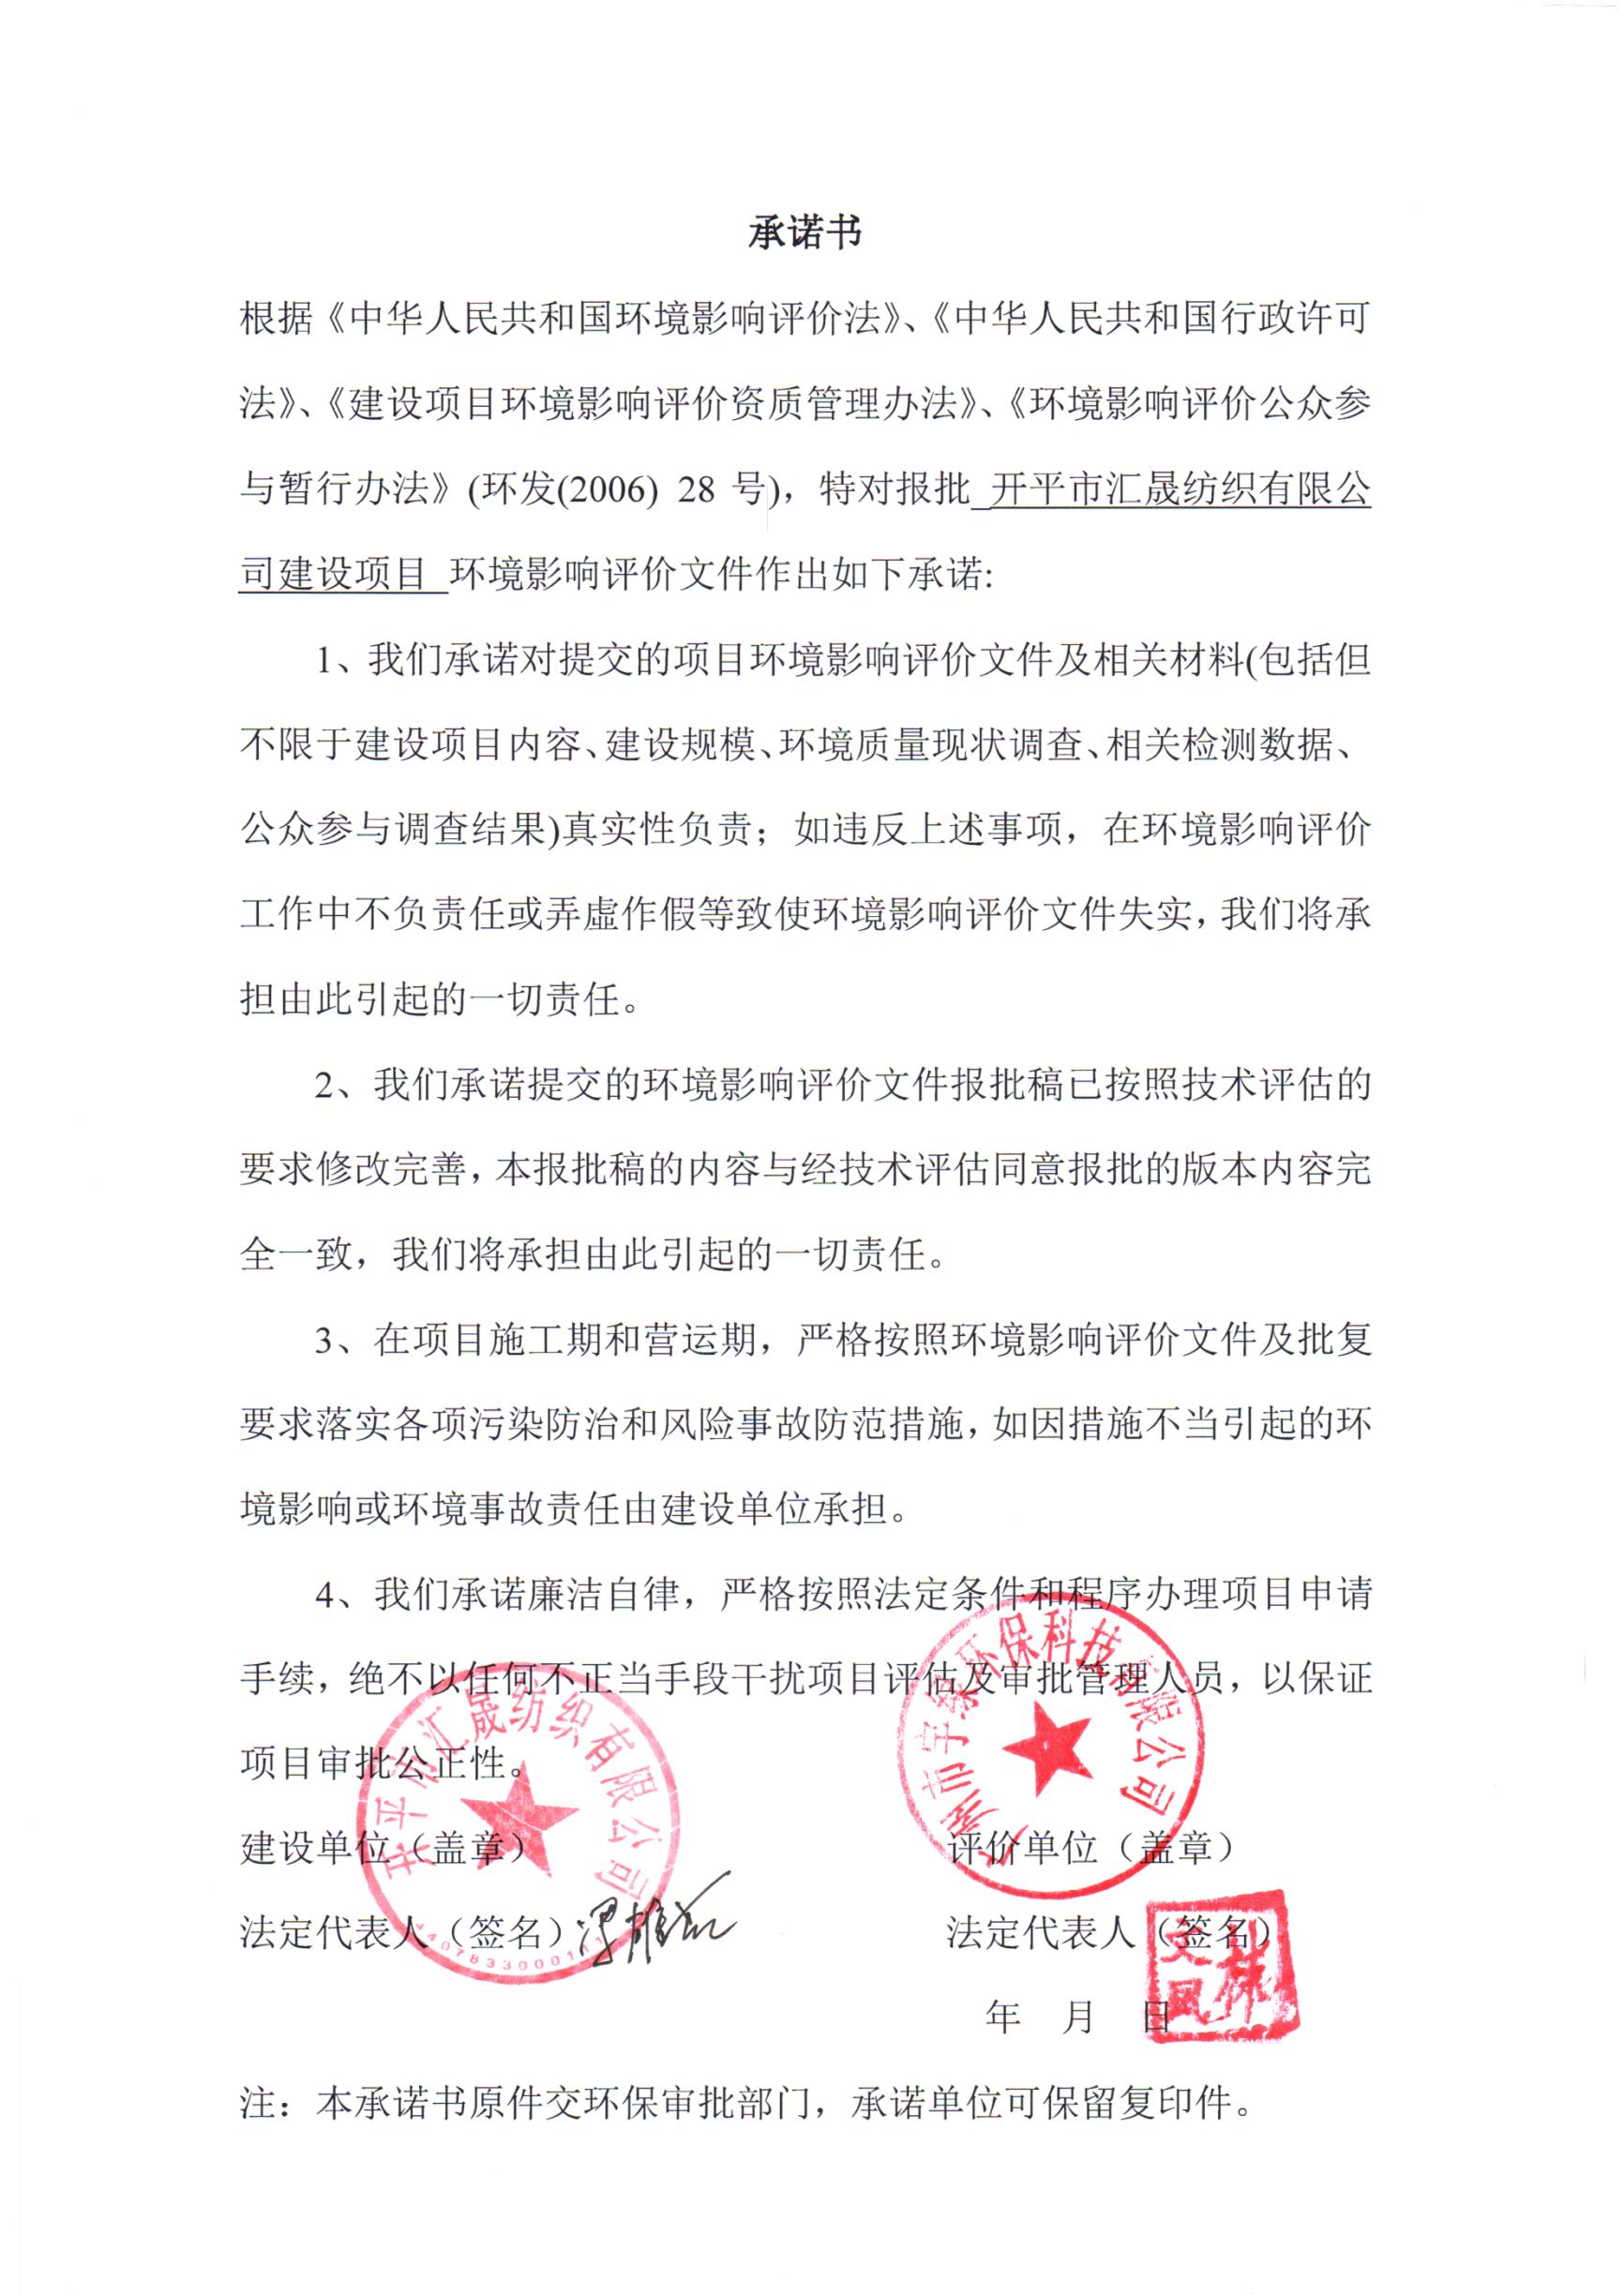 承诺书
根据《中华人民共和国环境影响评价法》、《中华人民共和国行政许可
法》、《建设项目环境影响评价资质管理办法》、《环境影响评价公众参
与暂行办法》(环发(2006) 28 号)，特对报批 开平市汇晟纺织有限公
司建设项目 环境影响评价文件作出如下承诺:
1、我们承诺对提交的项目环境影响评价文件及相关材料(包括但
不限于建设项目内容、建设规模、环境质量现状调查、相关检测数据、
公众参与调查结果)真实性负责；如违反上述事项，在环境影响评价
工作中不负责任或弄虚作假等致使环境影响评价文件失实，我们将承
担由此引起的一切责任。
2、我们承诺提交的环境影响评价文件报批稿已按照技术评估的
要求修改完善，本报批稿的内容与经技术评估同意报批的版本内容完
全一致，我们将承担由此引起的一切责任。
3、在项目施工期和营运期，严格按照环境影响评价文件及批复
要求落实各项污染防治和风险事故防范措施，如因措施不当引起的环
境影响或环境事故责任由建设单位承担。
4、我们承诺廉洁自律，严格按照法定条件和程序办理项目申请
手续，绝不以任何不正当手段干扰项目评估及审批管理人员，以保证
项目审批公正性。
开平市汇晟纺织有限公司
市宇 环保科技有限公司
建设单位（盖章）
评价单位（盖章）
法定代表人（签名）
法定代表人（签名）
年 月 日
注：本承诺书原件交环保审批部门，承诺单位可保留复印件。